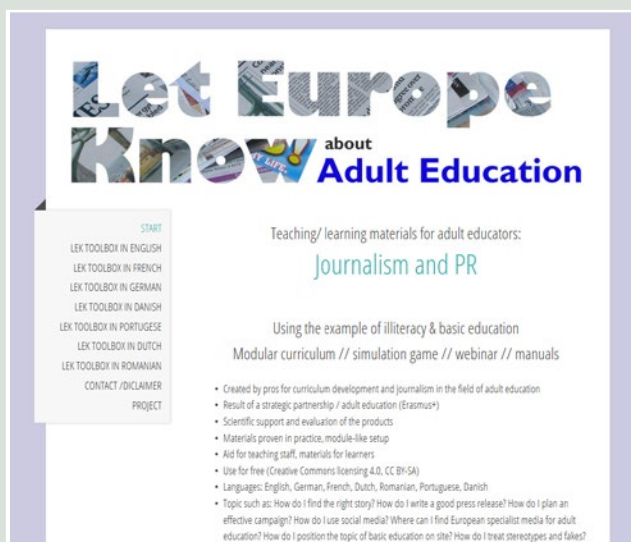 Let Europe
Know about
Adult Education
START
LEK TOOLBOX IN ENGLISH
LEK TOOLBOX IN FRENCH
LEK TOOLBOX IN GERMAN
LEK TOOLBOX IN DANISH
LEK TOOLBOX IN PORTUGESE
LEK TOOLBOX IN DUTCH
LEK TOOLBOX IN ROMANIAN
CONTACT /DICLAIMER
PROJECT
Teaching/ learning materials for adult educators:
Journalism and PR
Using the example of illiteracy & basic education
Modular curriculum // simulation game // webinar // manuals
• Created by pros for curriculum development and journalism in the field of adult education
• Result of a strategic partnership / adult education (Erasmus+)
• Scientific support and evaluation of the products
• Materials proven in practice, module-like setup
• Aid for teaching staff, materials for learners
• Use for free (Creative Commons licensing 4.0, CC BY-SA)
• Languages: English, German, French, Dutch, Romanian, Portuguese, Danish
• Topic such as: How do I find the right story? How do I write a good press release? How do I plan an
effective campaign? How do I use social media? Where can I find European specialist media for adult
education? How do I position the topic of basic education on site? How do I treat stereotypes and fakes?